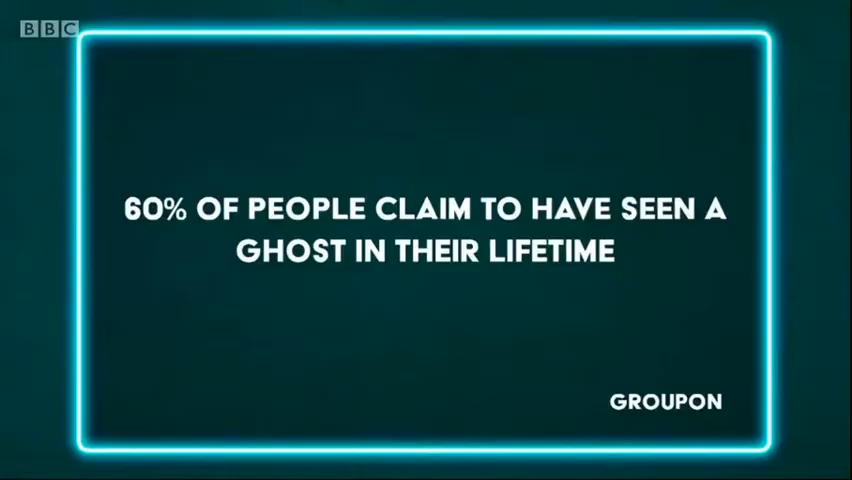 BBC
60% OF PEOPLE CLAIM TO HAVE SEEN A
GHOST IN THEIR LIFETIME
GROUPON